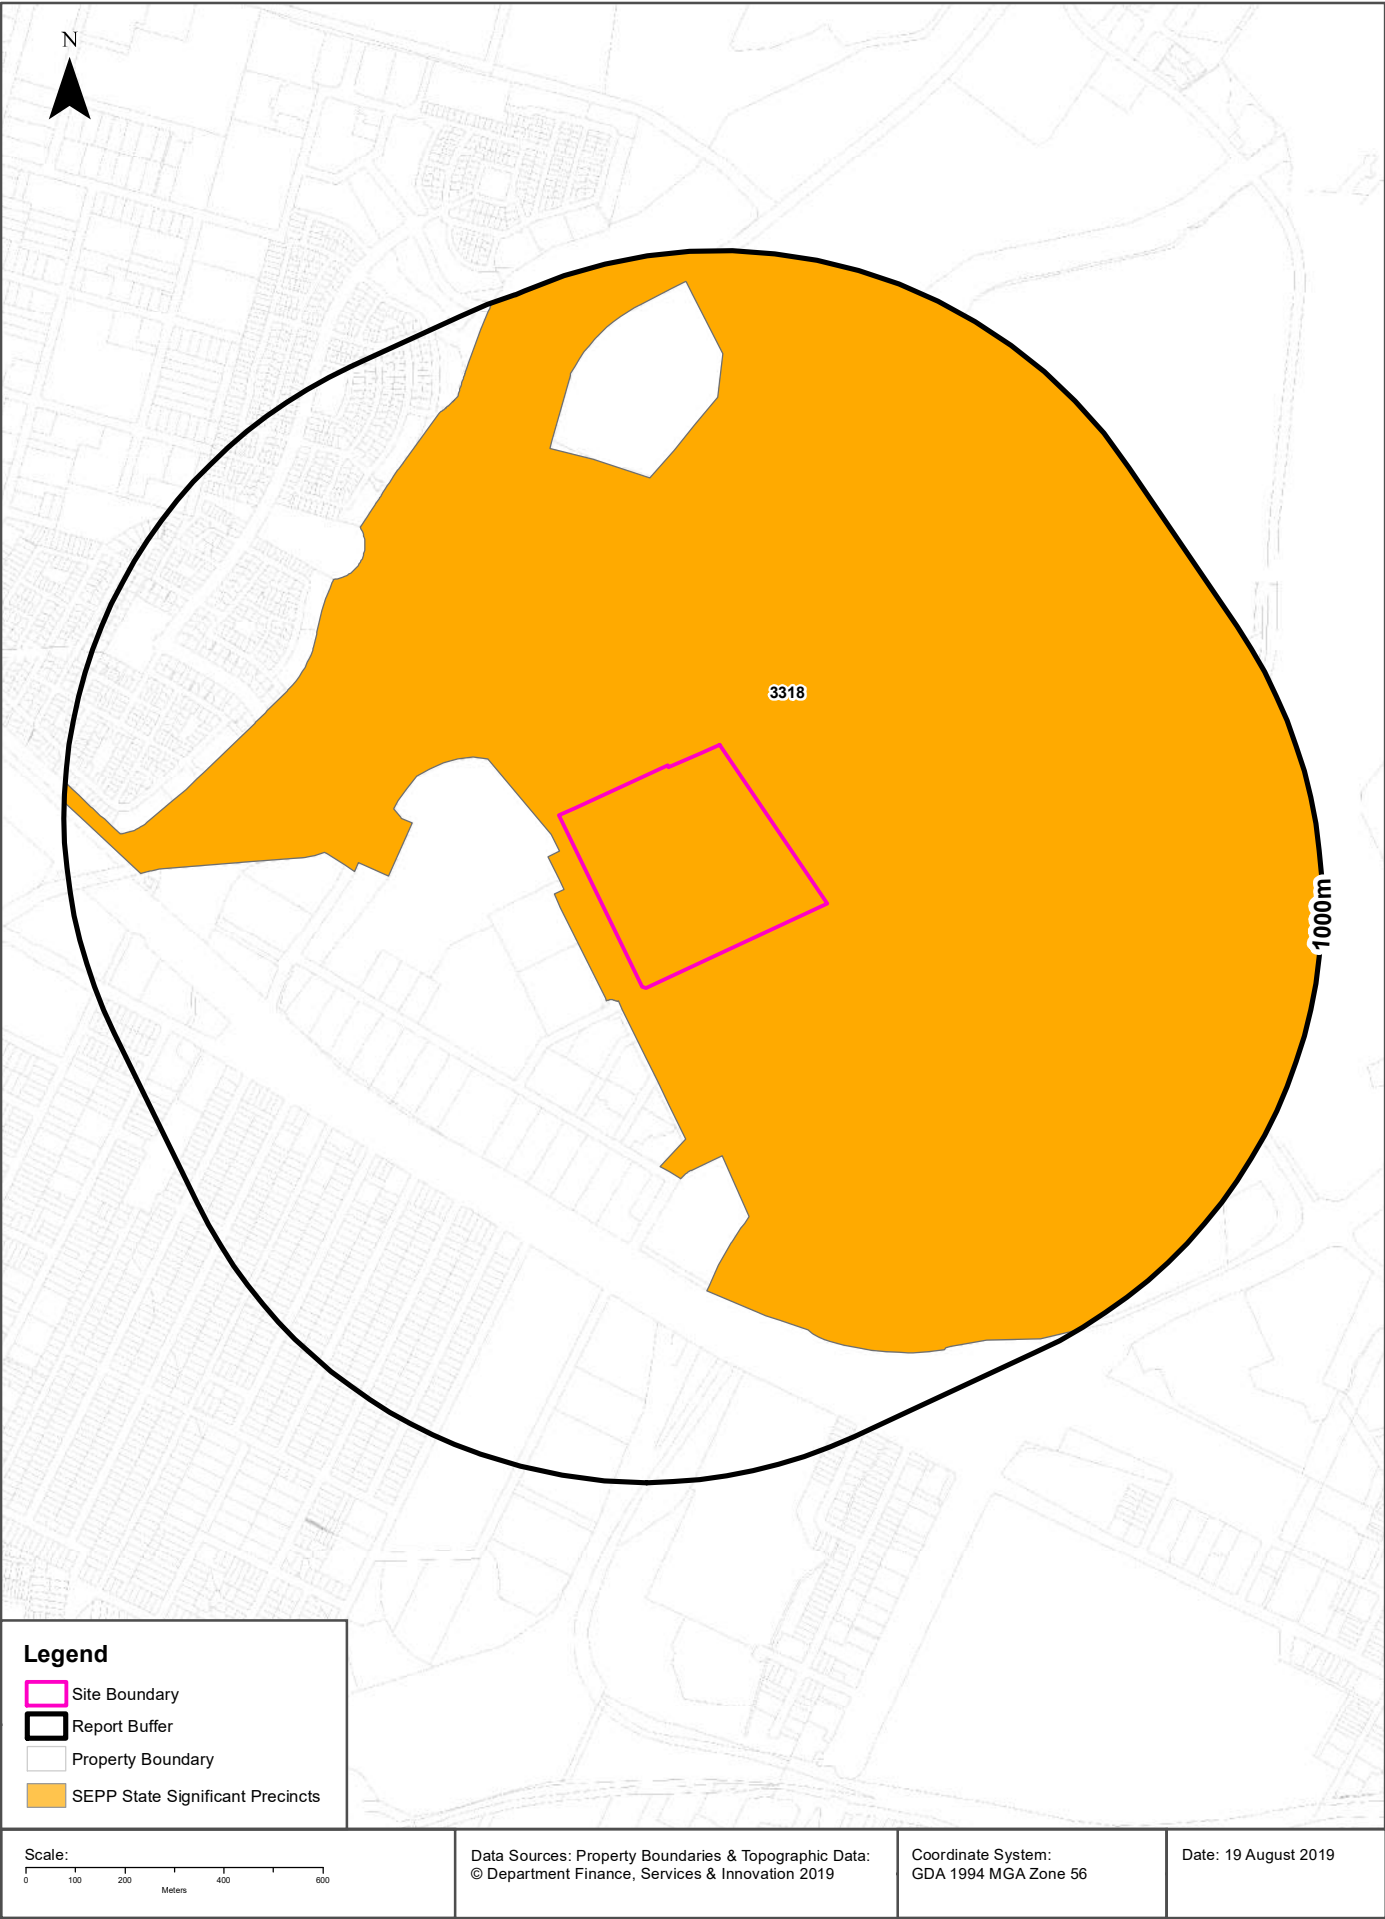 N
3318
1000m
Legend
Site Boundary
Report Buffer
Property Boundary
SEPP State Significant Precincts
Scale:
0 100 200 400 600
Meters
Data Sources: Property Boundaries & Topographic Data:
© Department Finance, Services & Innovation 2019
Coordinate System:
GDA 1994 MGA Zone 56
Date: 19 August 2019